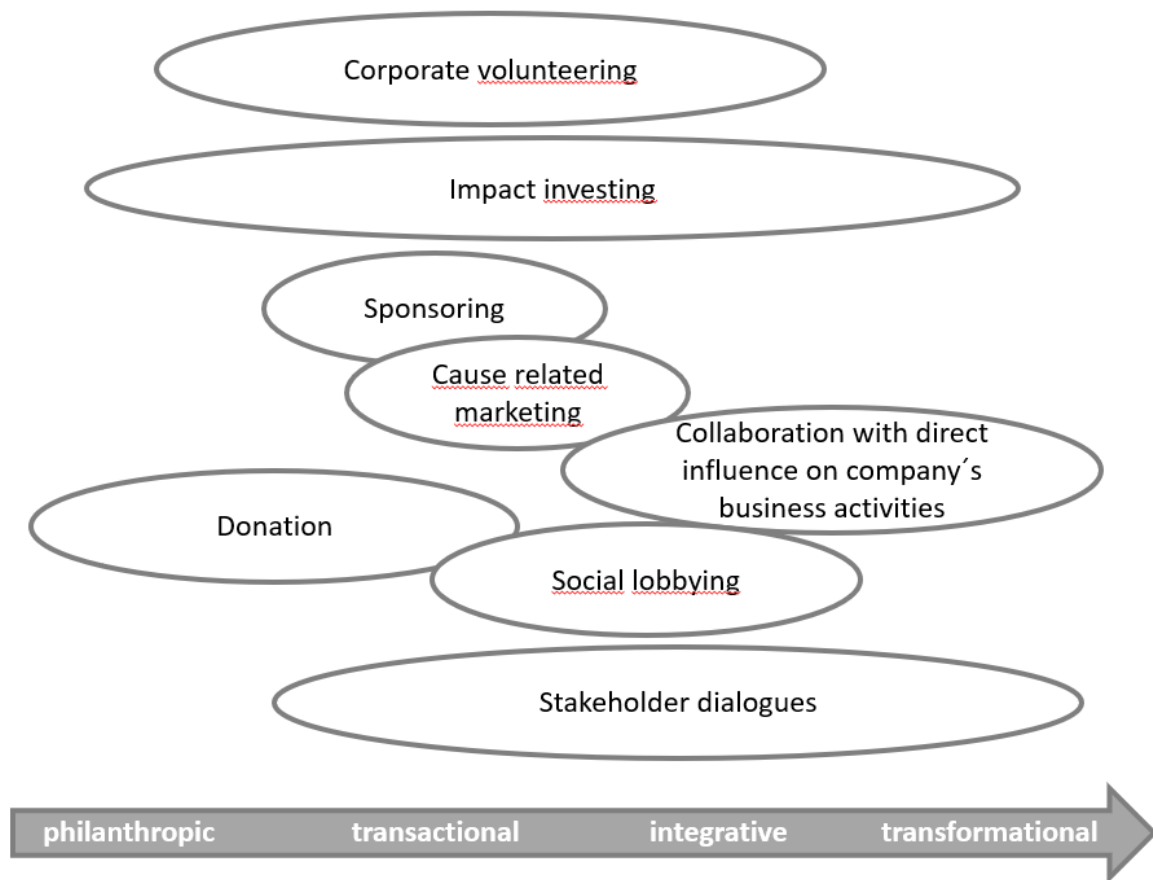 Corporate volunteering
Impact investing
Sponsoring
Cause related
marketing
Collaboration with direct
influence on company´s
business activities
Donation
Social lobbying
Stakeholder dialogues
philanthropic transactional integrative transformational